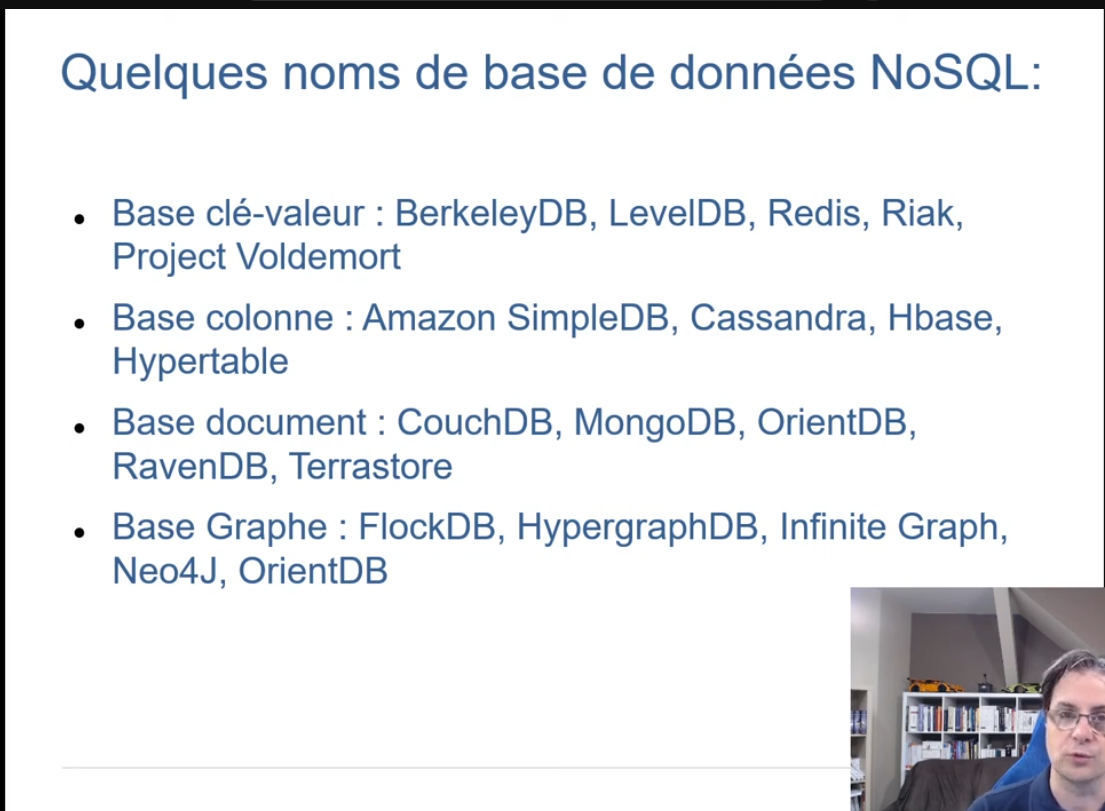 Quelques noms de base de données NoSQL:
Base clé-valeur : BerkeleyDB, LevelDB, Redis, Riak,
Project Voldemort
Base colonne : Amazon SimpleDB, Cassandra, Hbase,
Hypertable
Base document : CouchDB, MongoDB, OrientDB,
RavenDB, Terrastore
Base Graphe : FlockDB, HypergraphDB, Infinite Graph,
Neo4J, OrientDB